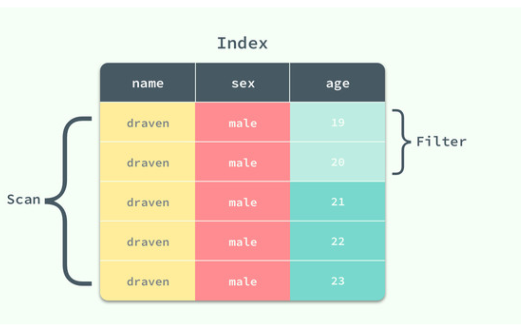 Index
name sex age
draven male 19
draven male 20
Filter
draven male 21
Scan
draven male 22
draven male 23